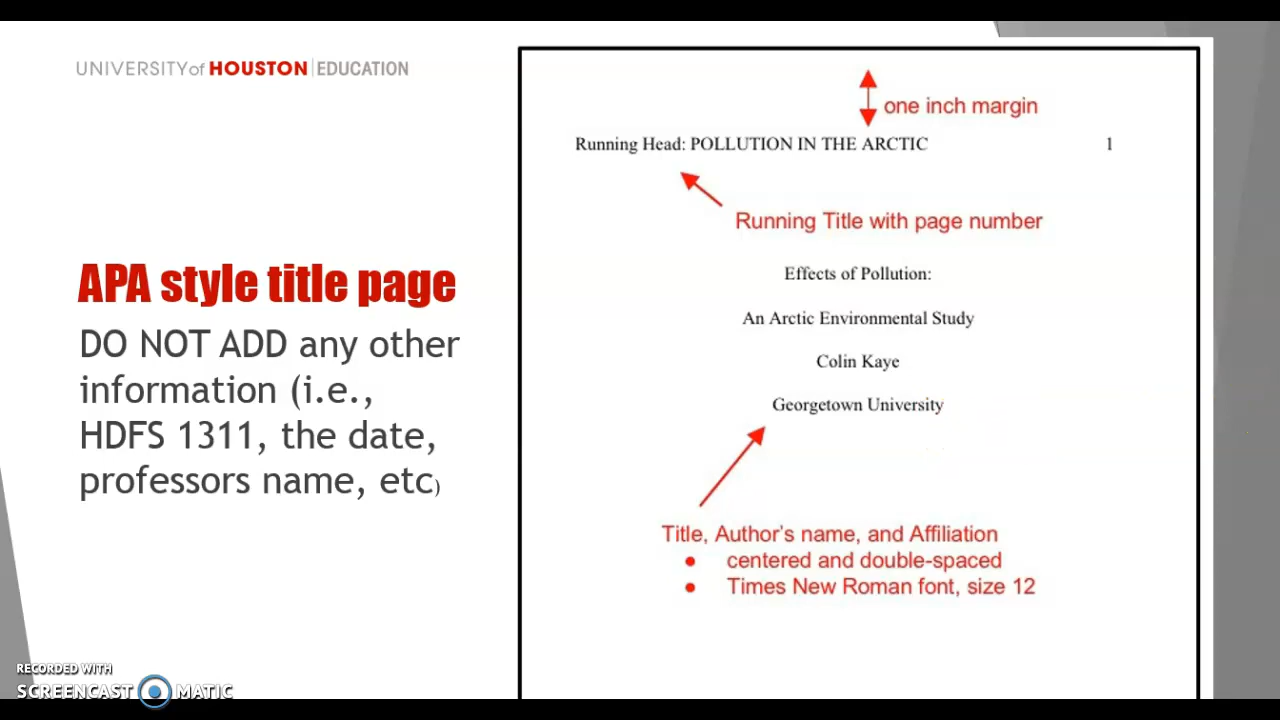 UNIVERSITYof HOUSTON | EDUCATION
APA style title page
DO NOT ADD any other
information (i.e.,
HDFS 1311, the date,
professors name, etc)
one inch margin
Running Head: POLLUTION IN THE ARCTIC 1
Running Title with page number
Effects of Pollution:
An Arctic Environmental Study
Colin Kaye
Georgetown University
Title, Author's name, and Affiliation
● centered and double-spaced
● Times New Roman font, size 12
RECORDED WITH
SCREENCAST MATIC